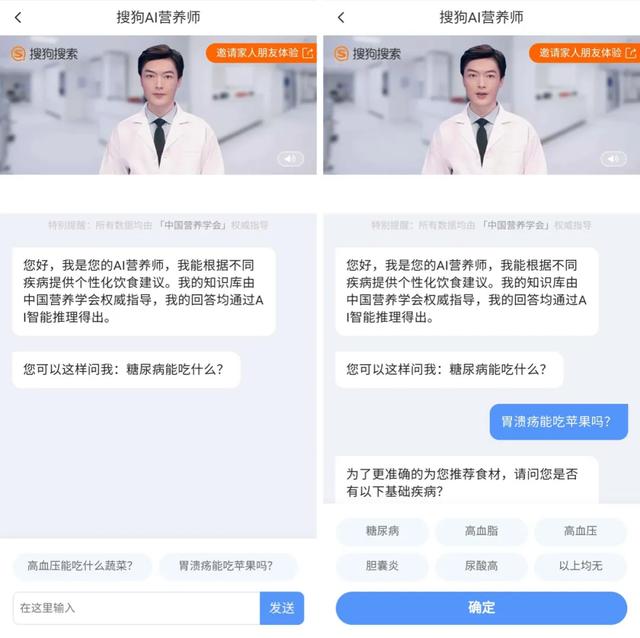 搜狗AI营养师
搜狗搜索
邀请家人朋友体验
特别提醒：所有数据均由「中国营养学会」权威指导
您好，我是您的AI营养师，我能根据不同
疾病提供个性化饮食建议。我的知识库由
中国营养学会权威指导，我的回答均通过A
I智能推理得出。
您可以这样问我：糖尿病能吃什么？
高血压能吃什么蔬菜？
胃溃疡能吃苹果吗？
在这里输入
发送
搜狗AI营养师
搜狗搜索
邀请家人朋友体验
特别提醒：所有数据均由「中国营养学会」权威指导
您好，我是您的AI营养师，我能根据不同
疾病提供个性化饮食建议。我的知识库由
中国营养学会权威指导，我的回答均通过A
I智能推理得出。
您可以这样问我：糖尿病能吃什么？
胃溃疡能吃苹果吗？
为了更准确的为您推荐食材，请问您是否
有以下基础疾病？
糖尿病
高血脂
高血压
胆囊炎
尿酸高
以上均无
确定